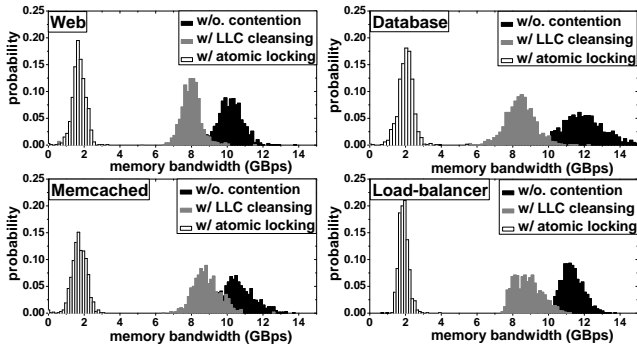 Web
w/o. contention
w/ LLC cleansing
w/ atomic locking
probability
0.25
0.20
0.15
0.10
0.05
0.00
0 2 4 6 8 10 12 14
memory bandwidth (GBps)
Database
w/o. contention
w/ LLC cleansing
w/ atomic locking
probability
0.25
0.20
0.15
0.10
0.05
0.00
0 2 4 6 8 10 12 14
memory bandwidth (GBps)
Memcached
w/o. contention
w/ LLC cleansing
w/ atomic locking
probability
0.25
0.20
0.15
0.10
0.05
0.00
0 2 4 6 8 10 12 14
memory bandwidth (GBps)
Load-balancer
w/o. contention
w/ LLC cleansing
w/ atomic locking
probability
0.25
0.20
0.15
0.10
0.05
0.00
0 2 4 6 8 10 12 14
memory bandwidth (GBps)